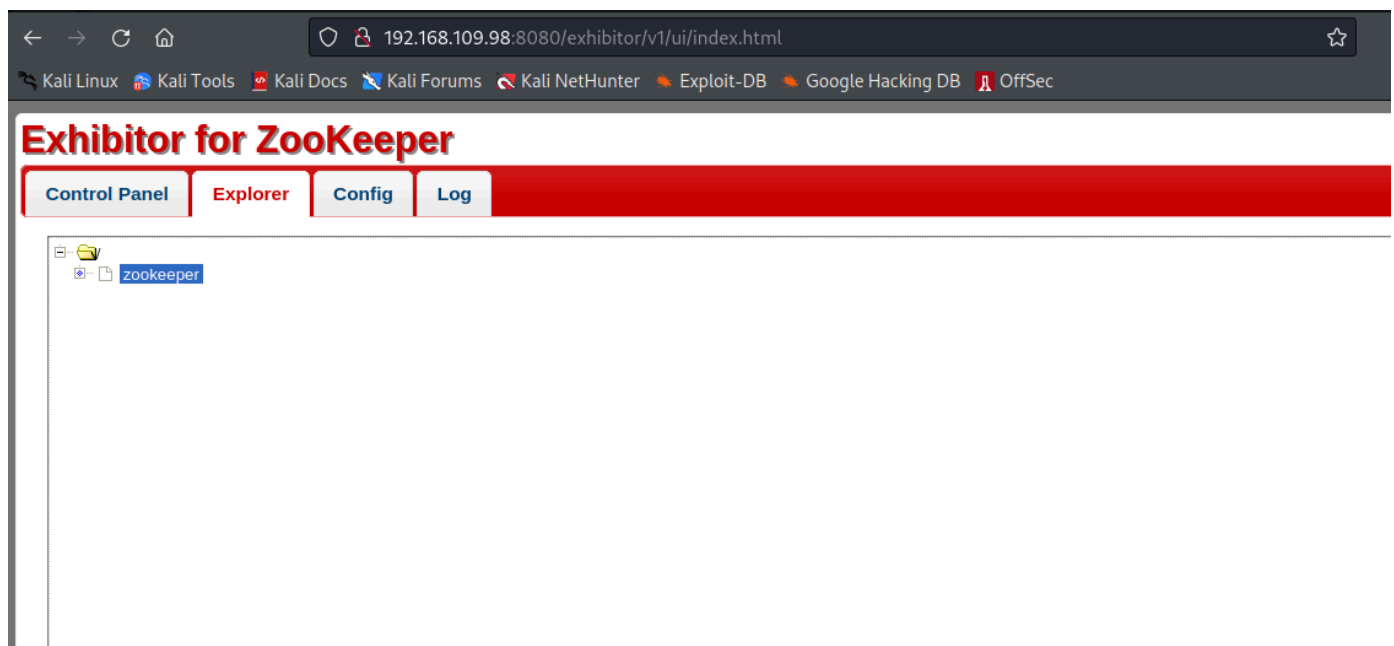 192.168.109.98:8080/exhibitor/v1/ui/index.html
Kali Linux Kali Tools Kali Docs Kali Forums Kali NetHunter Exploit-DB Google Hacking DB OffSec
Exhibitor for ZooKeeper
Control Panel Explorer Config Log
/
zookeeper